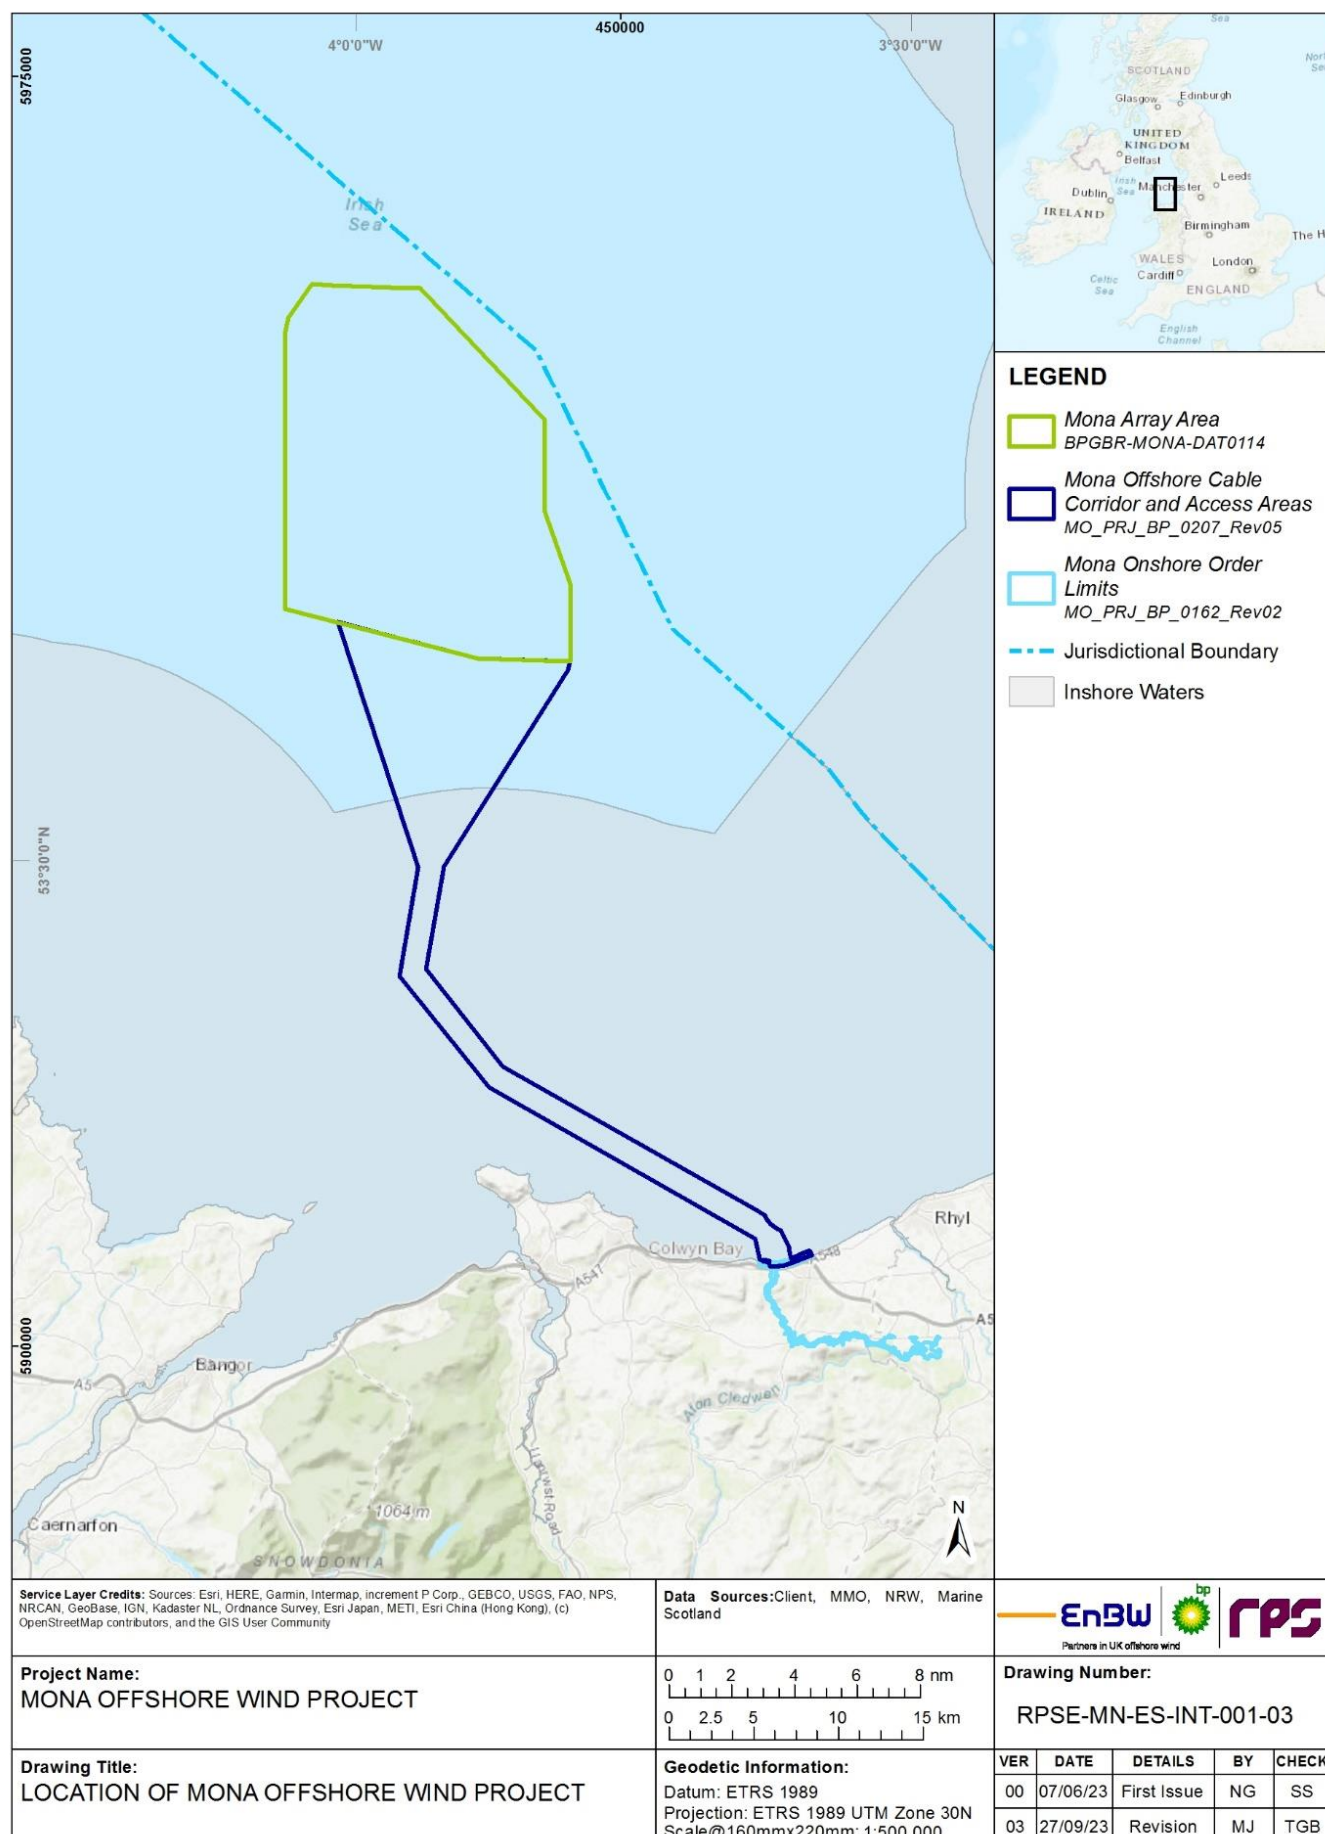 450000
4°0'0"W
3°30'0"W
5975000
Irish
Sea
53°30'0"N
5900000
Rhyl
Colwyn Bay
A548
A547
A5
Bangor
A5
Afon Cledwen
Llanrwst Road
1064 m
Caernarfon
SNOWDONIA
N
Sea
SCOTLAND
Glasgow
Edinburgh
UNITED
KINGDOM
Belfast
Irish
Sea
Manchester
Leeds
Dublin
IRELAND
Birmingham
The H
WALES
London
Cardiff
Celtic
Sea
ENGLAND
English
Channel
LEGEND
Mona Array Area
BPGBR-MONA-DAT0114
Mona Offshore Cable
Corridor and Access Areas
MO_PRJ_BP_0207_Rev05
Mona Onshore Order
Limits
MO_PRJ_BP_0162_Rev02
Jurisdictional Boundary
Inshore Waters
Service Layer Credits: Sources: Esri, HERE, Garmin, Intermap, increment P Corp., GEBCO, USGS, FAO, NPS,
NRCAN, GeoBase, IGN, Kadaster NL, Ordnance Survey, Esri Japan, METI, Esri China (Hong Kong), (c)
OpenStreetMap contributors, and the GIS User Community
Data Sources:Client, MMO, NRW, Marine
Scotland
EnBW
bp
rps
Partners in UK offshore wind
Project Name:
MONA OFFSHORE WIND PROJECT
0 1 2 4 6 8 nm
0 2.5 5 10 15 km
Drawing Number:
RPSE-MN-ES-INT-001-03
Drawing Title:
LOCATION OF MONA OFFSHORE WIND PROJECT
Geodetic Information:
Datum: ETRS 1989
Projection: ETRS 1989 UTM Zone 30N
Scale@160mmx220mm: 1:500,000
VER DATE DETAILS BY CHECK
00 07/06/23 First Issue NG SS
03 27/09/23 Revision MJ TGB